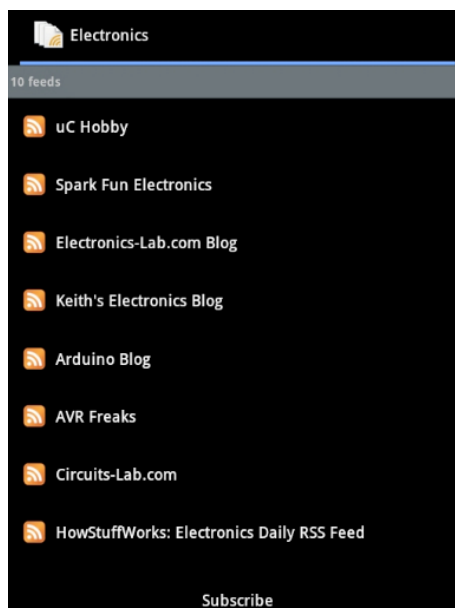 Electronics
10 feeds
uC Hobby
Spark Fun Electronics
Electronics-Lab.com Blog
Keith's Electronics Blog
Arduino Blog
AVR Freaks
Circuits-Lab.com
HowStuffWorks: Electronics Daily RSS Feed
Subscribe